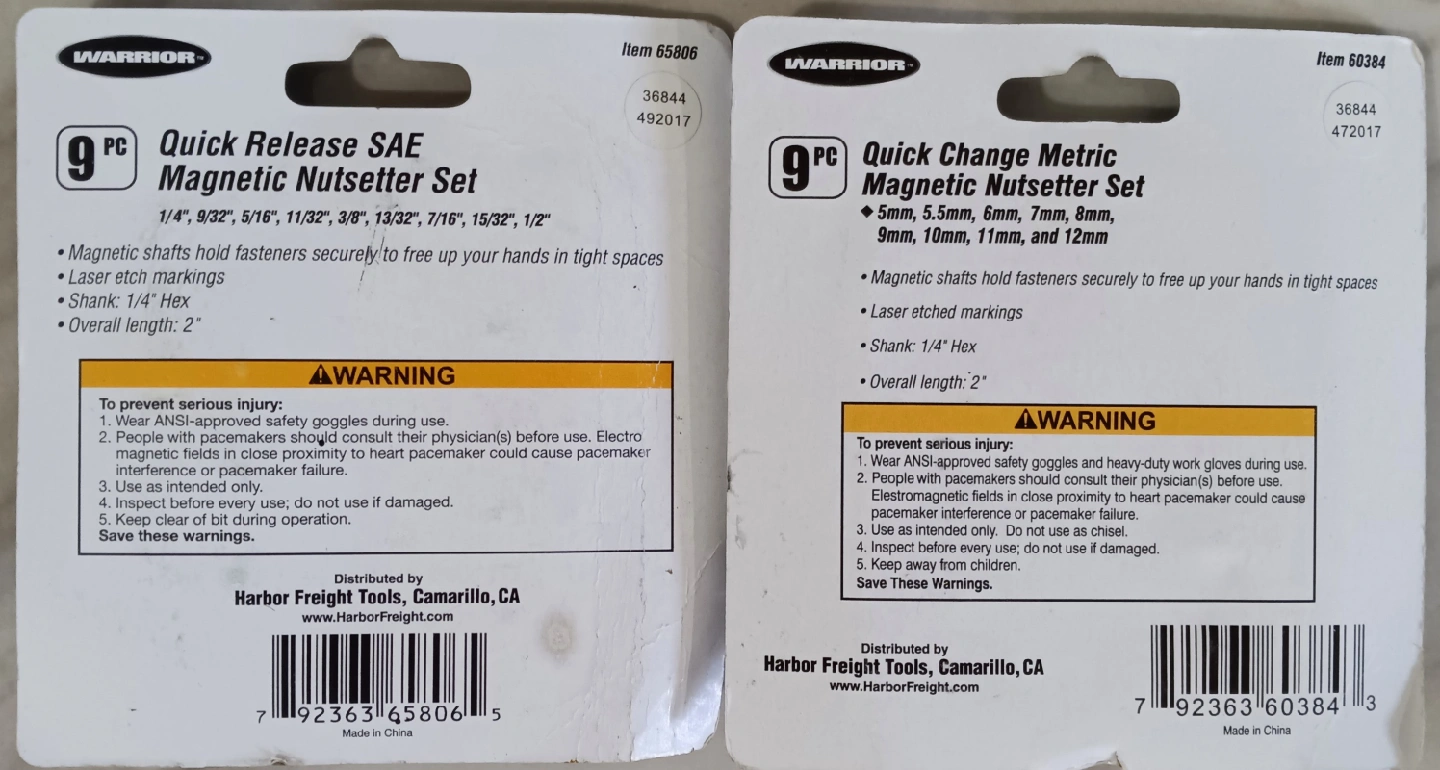 WARRIOR™
Item 65806
36844
492017
9 PC
Quick Release SAE
Magnetic Nutsetter Set
1/4", 9/32", 5/16", 11/32", 3/8", 13/32", 7/16", 15/32", 1/2"
• Magnetic shafts hold fasteners securely to free up your hands in tight spaces
• Laser etch markings
• Shank: 1/4" Hex
• Overall length: 2"
⚠WARNING
To prevent serious injury:
1. Wear ANSI-approved safety goggles during use.
2. People with pacemakers should consult their physician(s) before use. Electro
magnetic fields in close proximity to heart pacemaker could cause pacemaker
interference or pacemaker failure.
3. Use as intended only.
4. Inspect before every use; do not use if damaged.
5. Keep clear of bit during operation.
Save these warnings.
Distributed by
Harbor Freight Tools, Camarillo, CA
www.HarborFreight.com
7 92363 65806 5
Made in China
WARRIOR™
Item 60384
36844
472017
9 PC
Quick Change Metric
Magnetic Nutsetter Set
◆ 5mm, 5.5mm, 6mm, 7mm, 8mm,
9mm, 10mm, 11mm, and 12mm
• Magnetic shafts hold fasteners securely to free up your hands in tight spaces
• Laser etched markings
• Shank: 1/4" Hex
• Overall length: 2"
⚠WARNING
To prevent serious injury:
1. Wear ANSI-approved safety goggles and heavy-duty work gloves during use.
2. People with pacemakers should consult their physician(s) before use.
Elestromagnetic fields in close proximity to heart pacemaker could cause
pacemaker interference or pacemaker failure.
3. Use as intended only. Do not use as chisel.
4. Inspect before every use; do not use if damaged.
5. Keep away from children.
Save These Warnings.
Distributed by
Harbor Freight Tools, Camarillo, CA
www.HarborFreight.com
7 92363 60384 3
Made in China